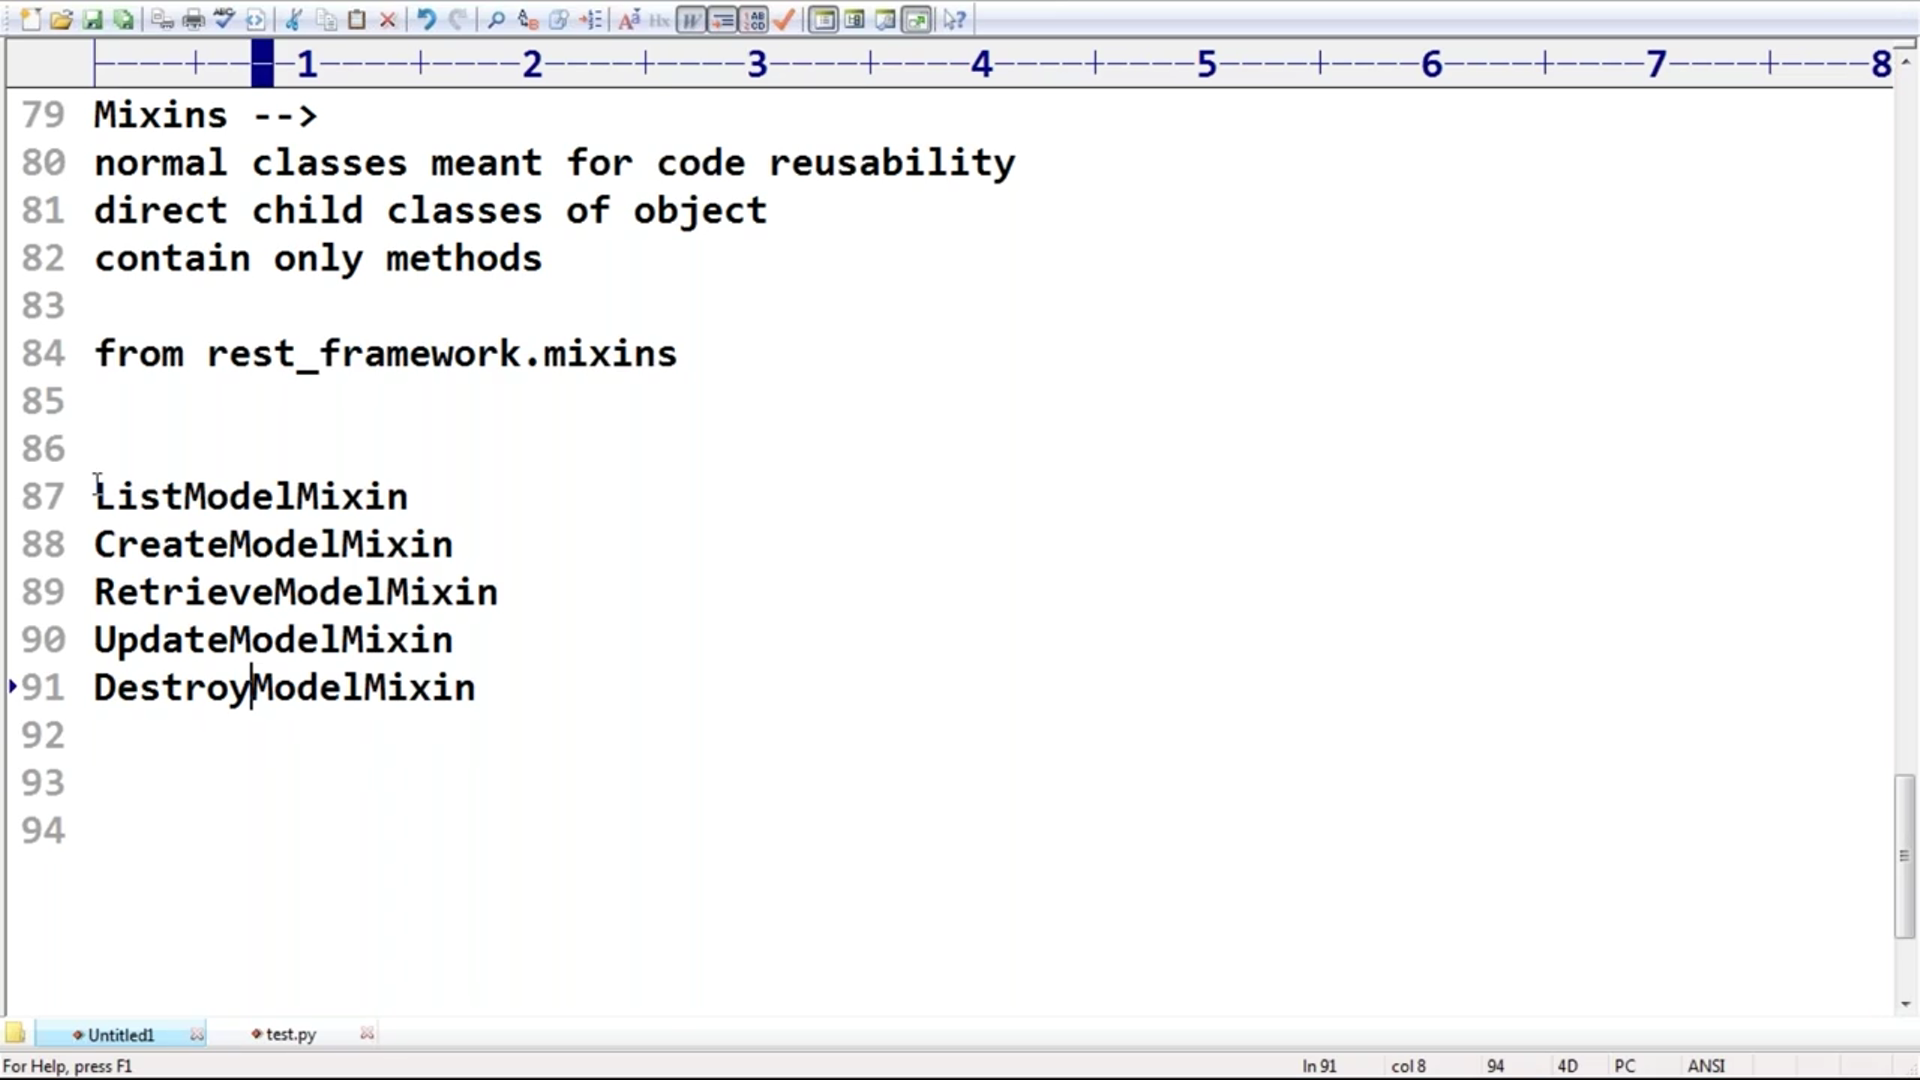 1 2 3 4 5 6 7 8
79 Mixins -->
80 normal classes meant for code reusability
81 direct child classes of object
82 contain only methods
83
84 from rest_framework.mixins
85
86
87 ListModelMixin
88 CreateModelMixin
89 RetrieveModelMixin
90 UpdateModelMixin
91 DestroyModelMixin
92
93
94
Untitled1 test.py
For Help, press F1 ln 91 col 8 94 4D PC ANSI